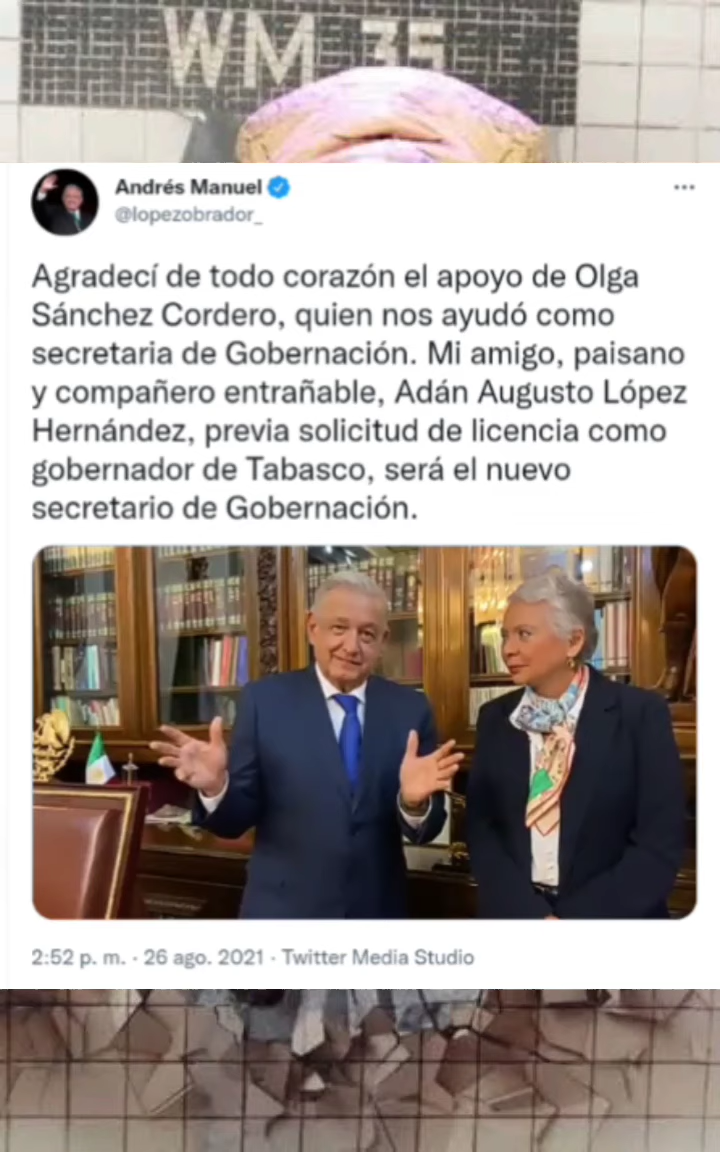 WM 35
Andrés Manuel
@lopezobrador_
Agradecí de todo corazón el apoyo de Olga
Sánchez Cordero, quien nos ayudó como
secretaria de Gobernación. Mi amigo, paisano
y compañero entrañable, Adán Augusto López
Hernández, previa solicitud de licencia como
gobernador de Tabasco, será el nuevo
secretario de Gobernación.
2:52 p. m. · 26 ago. 2021 · Twitter Media Studio